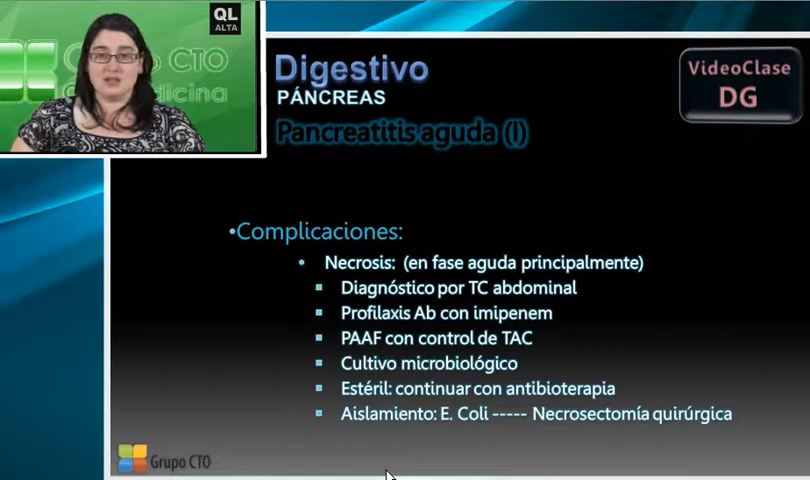 QL
ALTA
Grupo CTO
Medicina
Digestivo
PÁNCREAS
Pancreatitis aguda (I)
VideoClase
DG
•Complicaciones:
• Necrosis: (en fase aguda principalmente)
▪ Diagnóstico por TC abdominal
▪ Profilaxis Ab con imipenem
▪ PAAF con control de TAC
▪ Cultivo microbiológico
▪ Estéril: continuar con antibioterapia
▪ Aislamiento: E. Coli ----- Necrosectomía quirúrgica
Grupo CTO